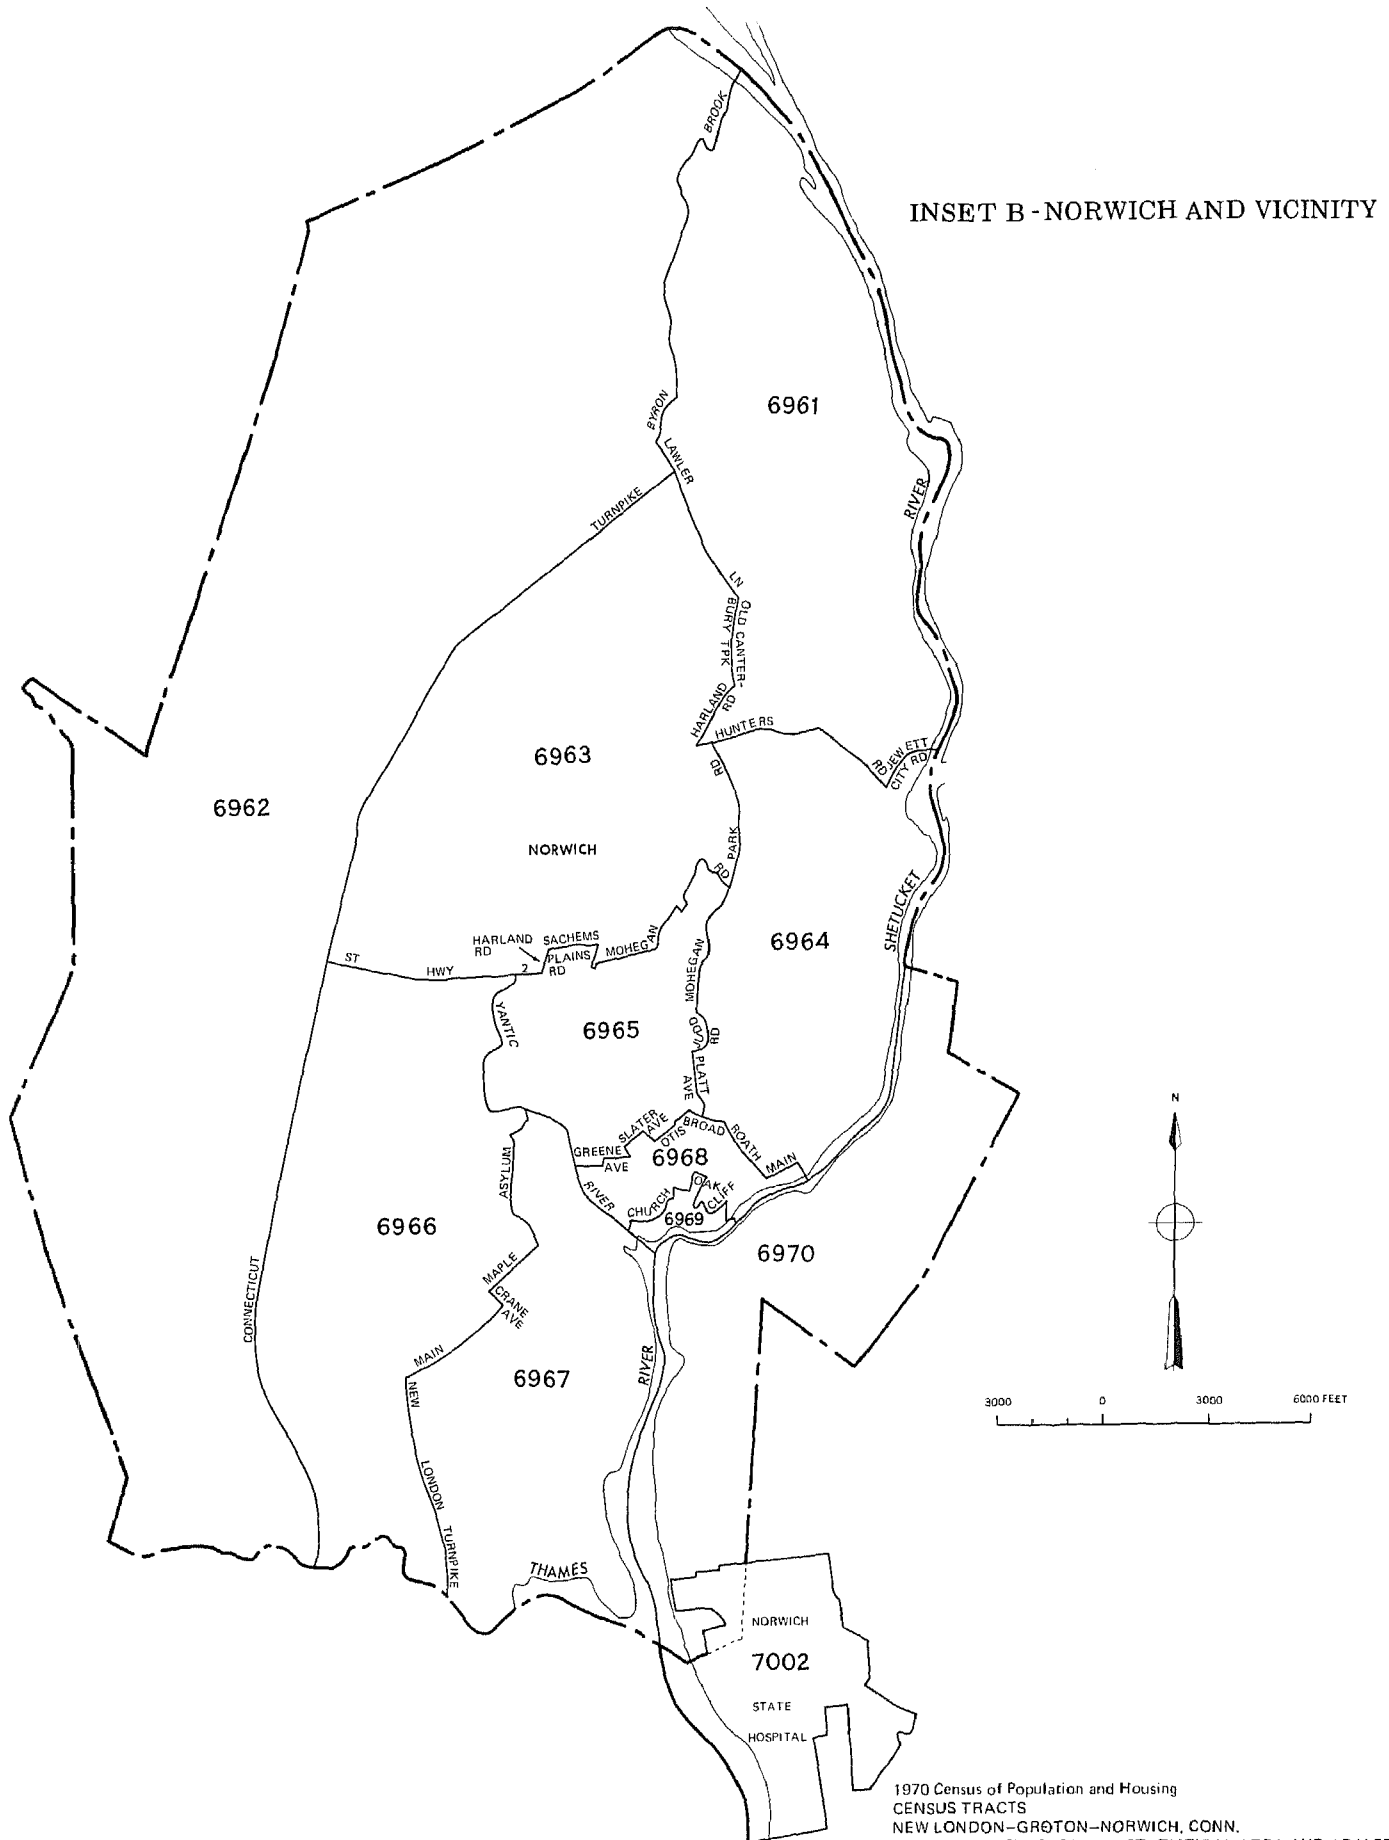 INSET B - NORWICH AND VICINITY
BROOK
6961
BYRON
LAWLER
TURNPIKE
RIVER
LN
OLD CANTER-
BURY TPK
HARLAND
RD
HUNTERS
RD
JEWETT
CITY RD
RD
6963
6962
NORWICH
PARK
RD
SHETUCKET
HARLAND
RD
SACHEMS
PLAINS
RD
MOHEGAN
ST
HWY
2
MOHEGAN
6964
YANTIC
6965
RD
PLATT
AVE
N
SLATER
AVE
OTIS
BROAD
ROATH
MAIN
GREENE
AVE
6968
ASYLUM
RIVER
CHURCH
OAK
CLIFF
6969
6966
6970
MAPLE
CRANE
AVE
CONNECTICUT
MAIN
NEW
LONDON
TURNPIKE
6967
RIVER
3000
0
3000
6000 FEET
THAMES
NORWICH
7002
STATE
HOSPITAL
1970 Census of Population and Housing
CENSUS TRACTS
NEW LONDON-GROTON-NORWICH, CONN.